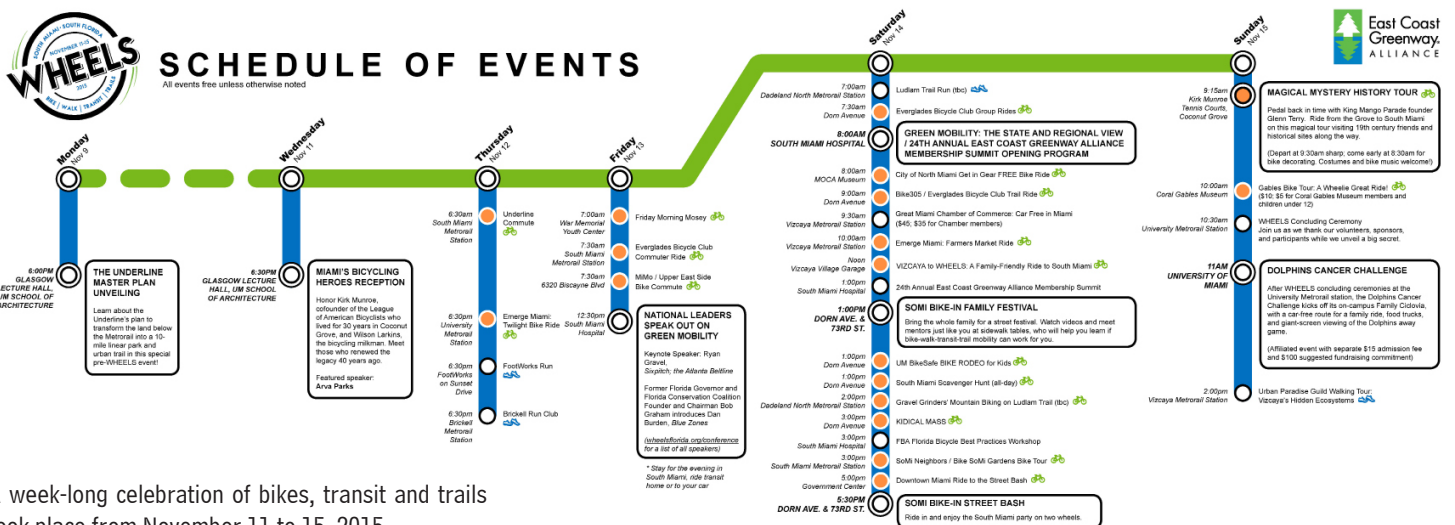 SOUTH MIAMI · SOUTH FLORIDA
NOVEMBER 11-15
WHEELS
2015
BIKE | WALK | TRANSIT | TRAILS
SCHEDULE OF EVENTS
All events free unless otherwise noted
East Coast
Greenway
ALLIANCE
Monday
Nov 9
6:00PM
GLASGOW
LECTURE HALL,
UM SCHOOL OF
ARCHITECTURE
THE UNDERLINE
MASTER PLAN
UNVEILING
Learn about the
Underline's plan to
transform the land below
the Metrorail into a 10-
mile linear park and
urban trail in this special
pre-WHEELS event!
Wednesday
Nov 11
6:30PM
GLASGOW LECTURE
HALL, UM SCHOOL
OF ARCHITECTURE
MIAMI'S BICYCLING
HEROES RECEPTION
Honor Kirk Munroe,
cofounder of the League
of American Bicyclists who
lived for 30 years in Coconut
Grove, and Wilson Larkins,
the bicycling milkman. Meet
those who renewed the
legacy 40 years ago.
Featured speaker:
Arva Parks
Thursday
Nov 12
6:30am
South Miami
Metrorail
Station
Underline
Commute
6:30pm
University
Metrorail
Station
Emerge Miami:
Twilight Bike Ride
6:30pm
FootWorks
on Sunset
Drive
FootWorks Run
6:30pm
Brickell
Metrorail
Station
Brickell Run Club
Friday
Nov 13
7:00am
War Memorial
Youth Center
Friday Morning Mosey
7:30am
South Miami
Metrorail Station
Everglades Bicycle Club
Commuter Ride
7:30am
6320 Biscayne Blvd
MiMo / Upper East Side
Bike Commute
12:30pm
South Miami
Hospital
NATIONAL LEADERS
SPEAK OUT ON
GREEN MOBILITY
Keynote Speaker: Ryan
Gravel,
Sixpitch; the Atlanta Beltline
Former Florida Governor and
Florida Conservation Coalition
Founder and Chairman Bob
Graham introduces Dan
Burden, Blue Zones
(wheelsflorida.org/conference
for a list of all speakers)
* Stay for the evening in
South Miami, ride transit
home or to your car
Saturday
Nov 14
7:00am
Dadeland North Metrorail Station
Ludlam Trail Run (tbc)
7:30am
Dorn Avenue
Everglades Bicycle Club Group Rides
8:00AM
SOUTH MIAMI HOSPITAL
GREEN MOBILITY: THE STATE AND REGIONAL VIEW
/ 24TH ANNUAL EAST COAST GREENWAY ALLIANCE
MEMBERSHIP SUMMIT OPENING PROGRAM
8:00am
MOCA Museum
City of North Miami Get in Gear FREE Bike Ride
9:00am
Dorn Avenue
Bike305 / Everglades Bicycle Club Trail Ride
9:30am
Vizcaya Metrorail Station
Great Miami Chamber of Commerce: Car Free in Miami
($45; $35 for Chamber members)
10:00am
Vizcaya Metrorail Station
Emerge Miami: Farmers Market Ride
Noon
Vizcaya Village Garage
VIZCAYA to WHEELS: A Family-Friendly Ride to South Miami
1:00pm
South Miami Hospital
24th Annual East Coast Greenway Alliance Membership Summit
1:00PM
DORN AVE. &
73RD ST.
SOMI BIKE-IN FAMILY FESTIVAL
Bring the whole family for a street festival. Watch videos and meet
mentors just like you at sidewalk tables, who will help you learn if
bike-walk-transit-trail mobility can work for you.
1:00pm
Dorn Avenue
UM BikeSafe BIKE RODEO for Kids
1:00pm
Dorn Avenue
South Miami Scavenger Hunt (all-day)
2:00pm
Dadeland North Metrorail Station
Gravel Grinders' Mountain Biking on Ludlam Trail (tbc)
3:00pm
Dorn Avenue
KIDICAL MASS
3:00pm
South Miami Hospital
FBA Florida Bicycle Best Practices Workshop
3:00pm
South Miami Metrorail Station
SoMi Neighbors / Bike SoMi Gardens Bike Tour
5:00pm
Government Center
Downtown Miami Ride to the Street Bash
5:30PM
DORN AVE. & 73RD ST.
SOMI BIKE-IN STREET BASH
Ride in and enjoy the South Miami party on two wheels.
Sunday
Nov 15
9:15am
Kirk Munroe
Tennis Courts,
Coconut Grove
MAGICAL MYSTERY HISTORY TOUR
Pedal back in time with King Mango Parade founder
Glenn Terry. Ride from the Grove to South Miami
on this magical tour visiting 19th century friends and
historical sites along the way.
(Depart at 9:30am sharp; come early at 8:30am for
bike decorating. Costumes and bike music welcome!)
10:00am
Coral Gables Museum
Gables Bike Tour: A Wheelie Great Ride!
($10; $5 for Coral Gables Museum members and
children under 12)
10:30am
University Metrorail Station
WHEELS Concluding Ceremony
Join us as we thank our volunteers, sponsors,
and participants while we unveil a big secret.
11AM
UNIVERSITY OF
MIAMI
DOLPHINS CANCER CHALLENGE
After WHEELS concluding ceremonies at the
University Metrorail station, the Dolphins Cancer
Challenge kicks off its on-campus Family Ciclovia,
with a car-free route for a family ride, food trucks,
and giant-screen viewing of the Dolphins away
game.
(Affiliated event with separate $15 admission fee
and $100 suggested fundraising commitment)
2:00pm
Vizcaya Metrorail Station
Urban Paradise Guild Walking Tour:
Vizcaya's Hidden Ecosystems
week-long celebration of bikes, transit and trails
ook place from November 11 to 15, 2015